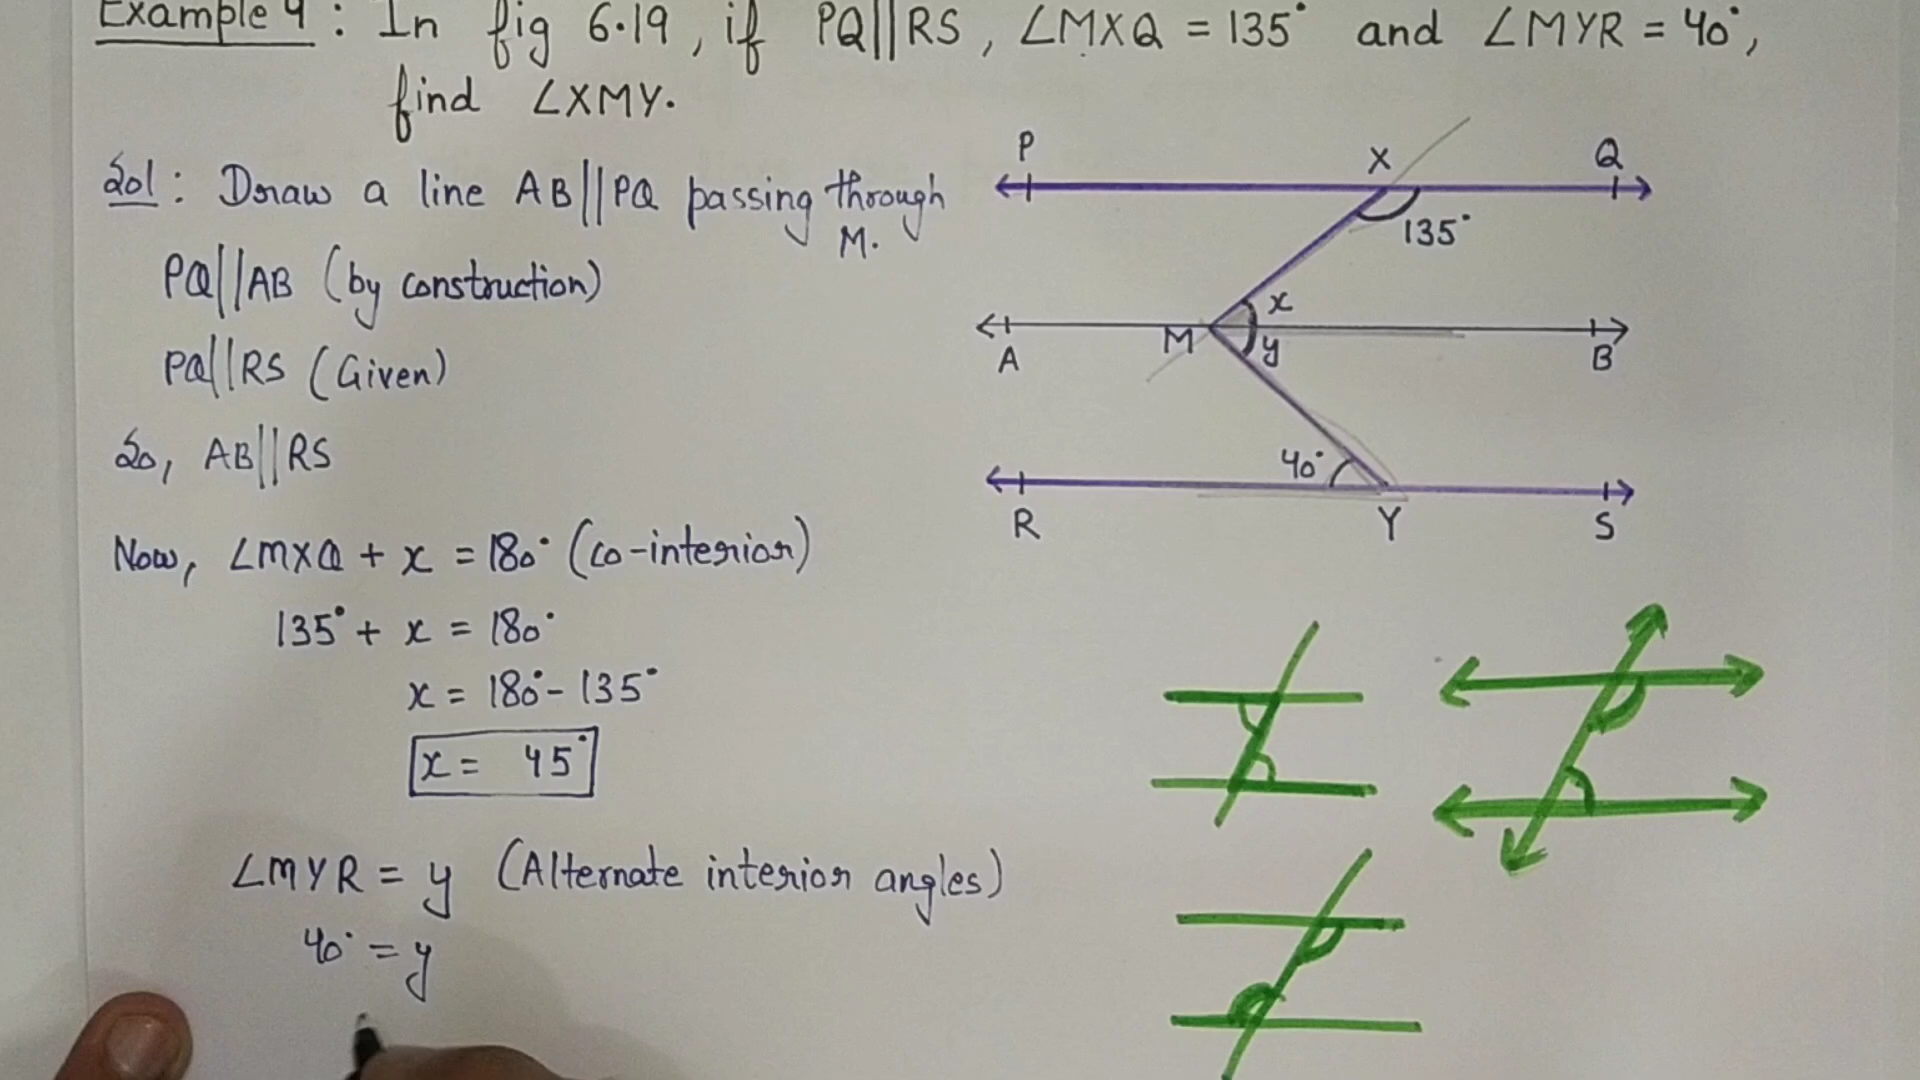 Example 4 : In fig 6.19, if PQ||RS, ∠MXQ = 135° and ∠MYR = 40°,
find ∠XMY.
Sol : Draw a line AB||PQ passing through
M.
PQ||AB (by construction)
PQ||RS (Given)
So, AB||RS
Now, ∠MXQ + x = 180° (co-interior)
135° + x = 180°
x = 180° - 135°
x = 45°
∠MYR = y (Alternate interior angles)
40° = y
P X Q
135°
x
A M y B
40°
R Y S